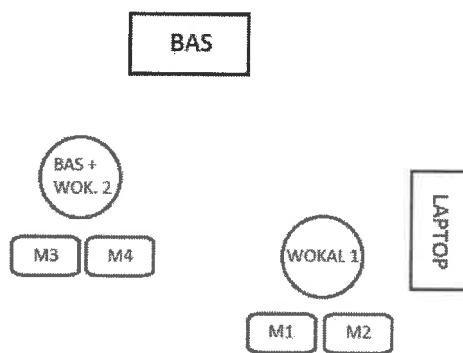 BAS
BAS +
WOK. 2
M3
M4
WOKAL 1
LAPTOP
M1
M2